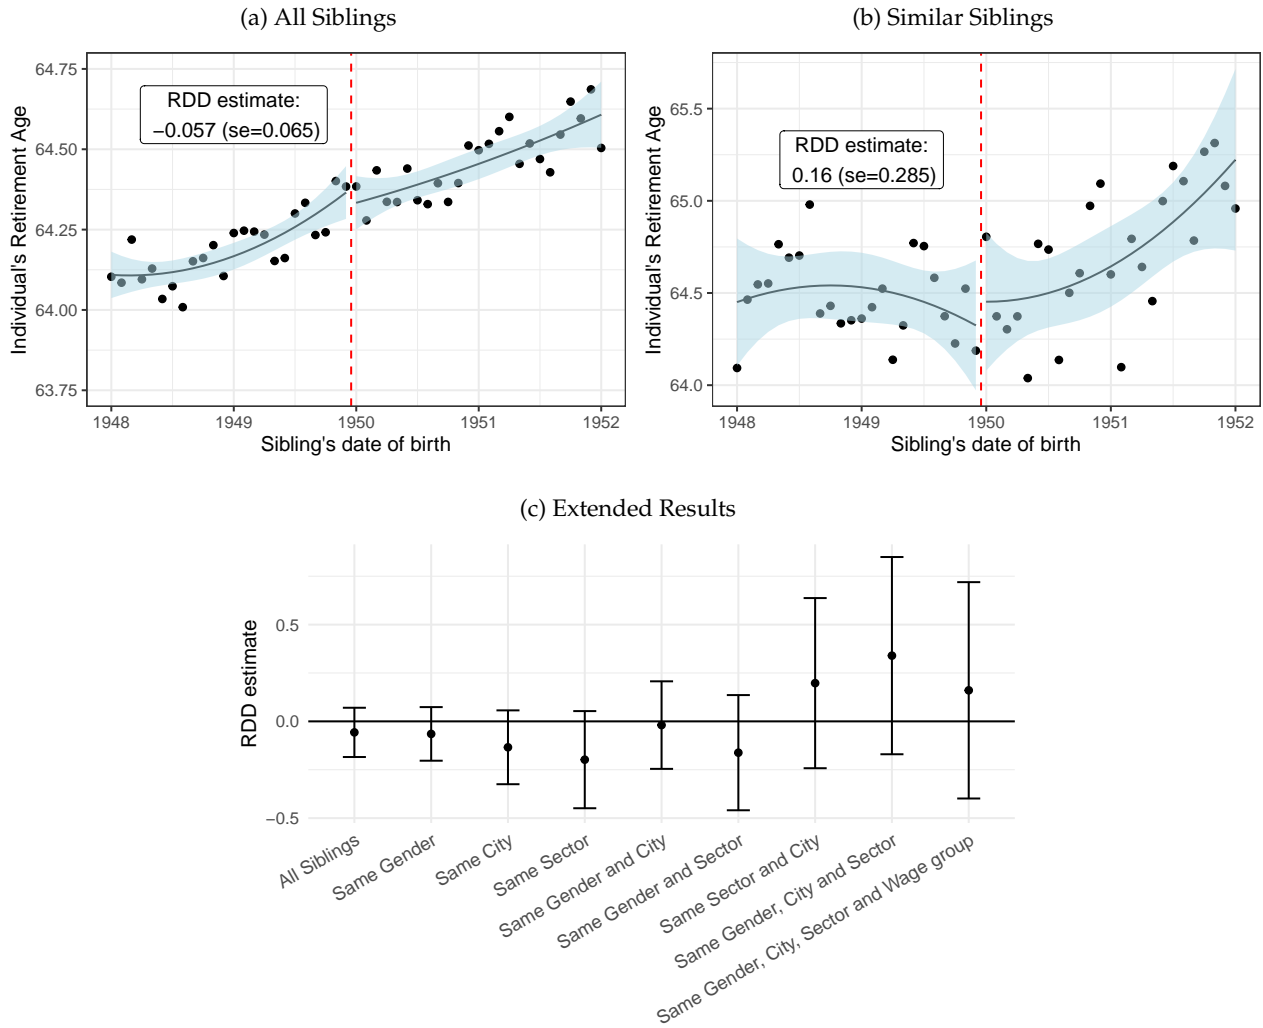 (a) All Siblings
64.75
64.50
64.25
64.00
63.75
Individual's Retirement Age
RDD estimate:
−0.057 (se=0.065)
1948 1949 1950 1951 1952
Sibling's date of birth
(b) Similar Siblings
65.5
65.0
64.5
64.0
Individual's Retirement Age
RDD estimate:
0.16 (se=0.285)
1948 1949 1950 1951 1952
Sibling's date of birth
(c) Extended Results
0.5
0.0
−0.5
RDD estimate
All Siblings
Same Gender
Same City
Same Sector
Same Gender and City
Same Gender and Sector
Same Sector and City
Same Gender, City and Sector
Same Gender, City, Sector and Wage group